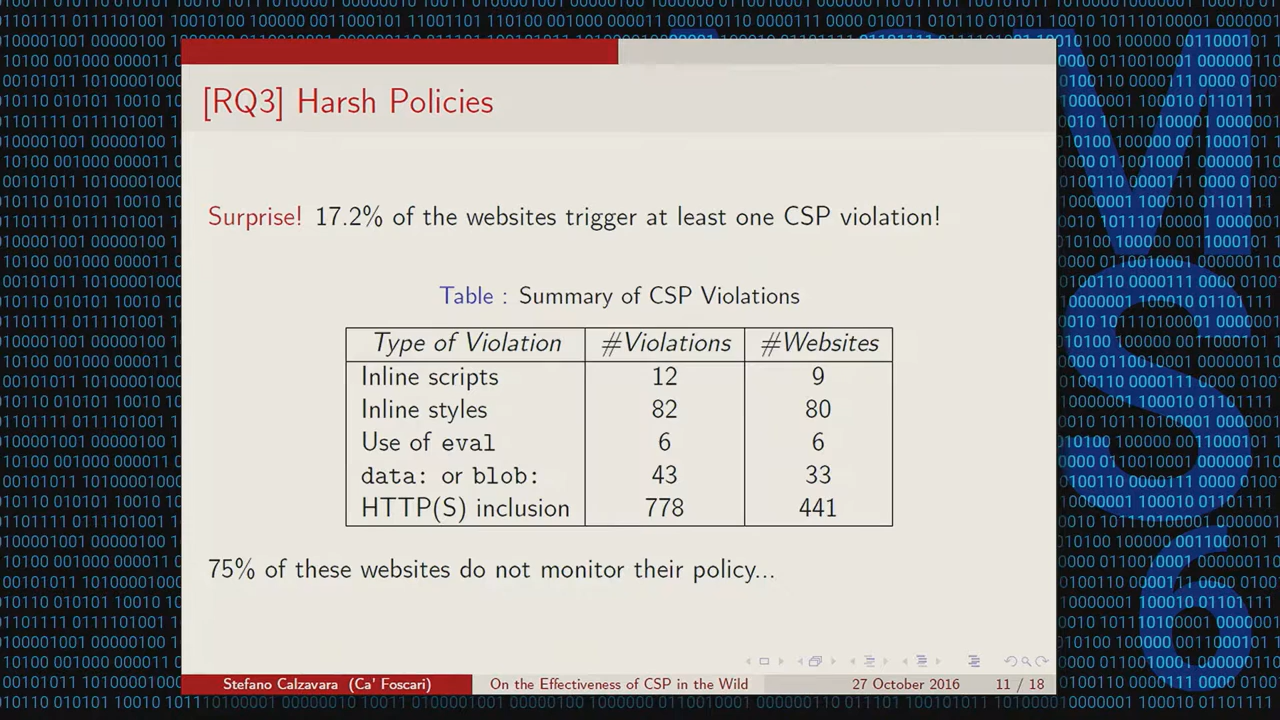 [RQ3] Harsh Policies
Surprise! 17.2% of the websites trigger at least one CSP violation!
Table : Summary of CSP Violations
Type of Violation #Violations #Websites
Inline scripts 12 9
Inline styles 82 80
Use of eval 6 6
data: or blob: 43 33
HTTP(S) inclusion 778 441
75% of these websites do not monitor their policy...
Stefano Calzavara (Ca' Foscari) On the Effectiveness of CSP in the Wild 27 October 2016 11 / 18